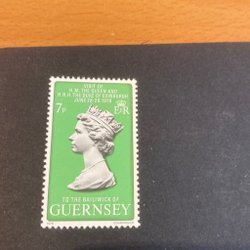 VISIT OF
H.M. THE QUEEN AND
H.R.H. THE DUKE OF EDINBURGH
JUNE 28-29 1978
7p
E II R
TO THE BAILIWICK OF
GUERNSEY